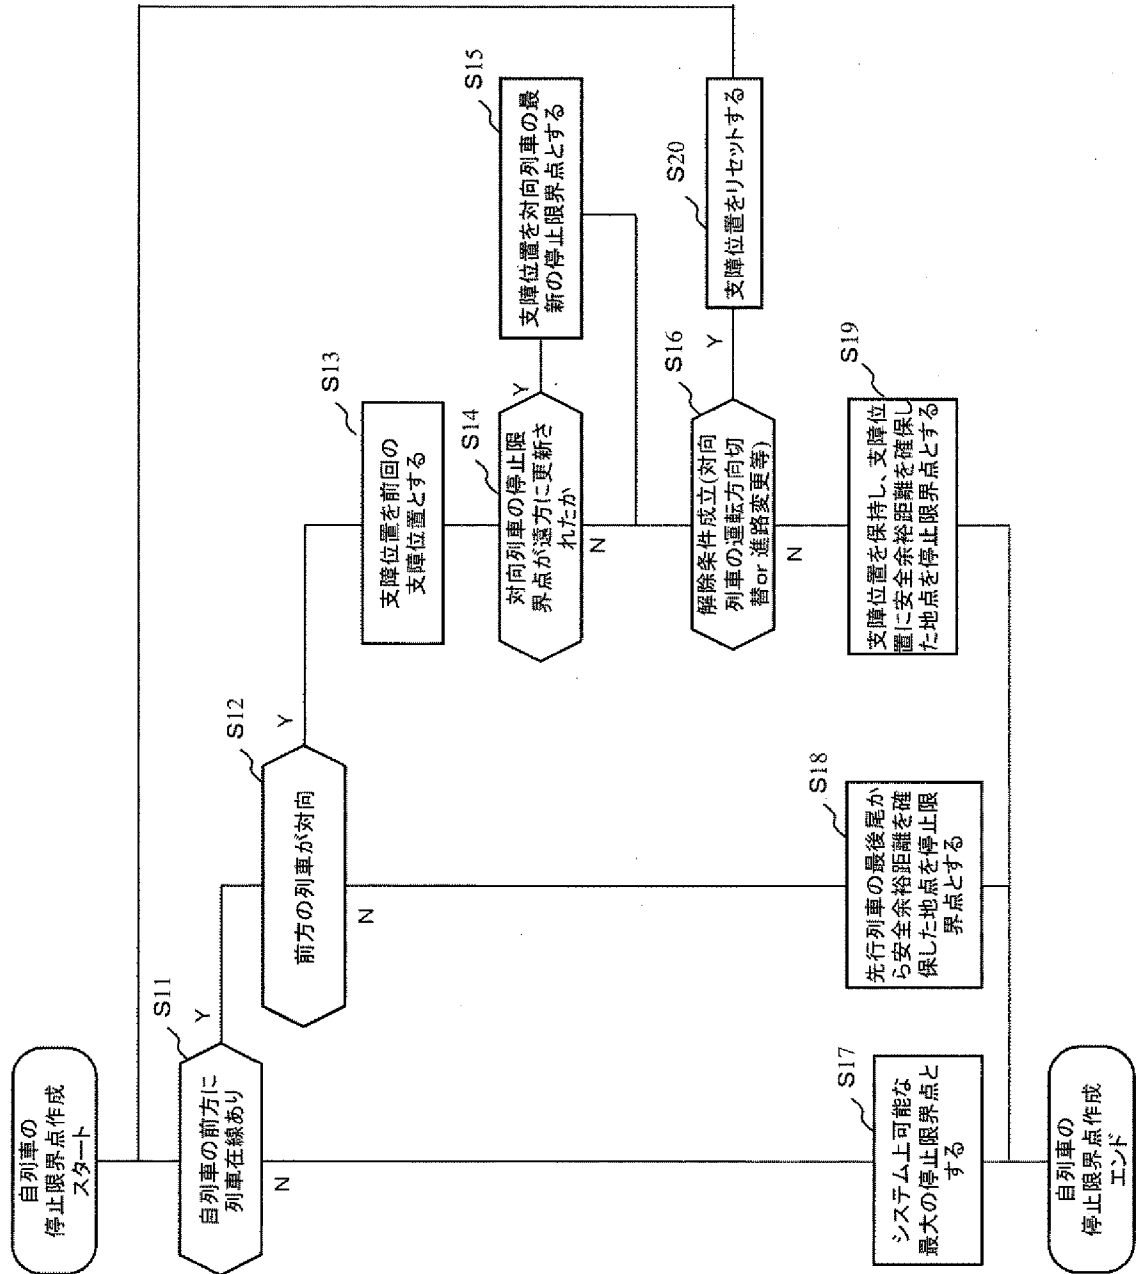 自列車の
停止限界点作成
スタート
S11
自列車の前方に
列車在線あり
Y
N
S12
前方の列車が対向
Y
N
S13
支障位置を前回の
支障位置とする
S14
対向列車の停止限
界点が遠方に更新さ
れたか
Y
N
S15
支障位置を対向列車の最
新の停止限界点とする
S16
解除条件成立(対向
列車の運転方向切
替or 進路変更等)
Y
N
S20
支障位置をリセットする
S17
システム上可能な
最大の停止限界点と
する
S18
先行列車の最後尾か
ら安全余裕距離を確
保した地点を停止限
界点とする
S19
支障位置を保持し、支障位
置に安全余裕距離を確保し
た地点を停止限界点とする
自列車の
停止限界点作成
エンド